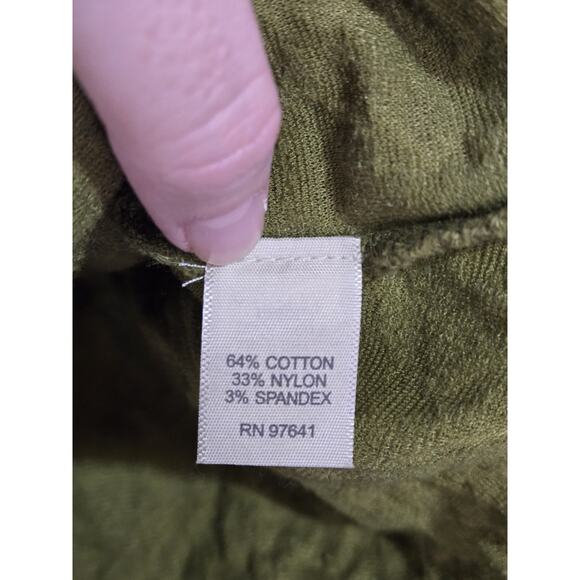 64% COTTON
33% NYLON
3% SPANDEX
RN 97641